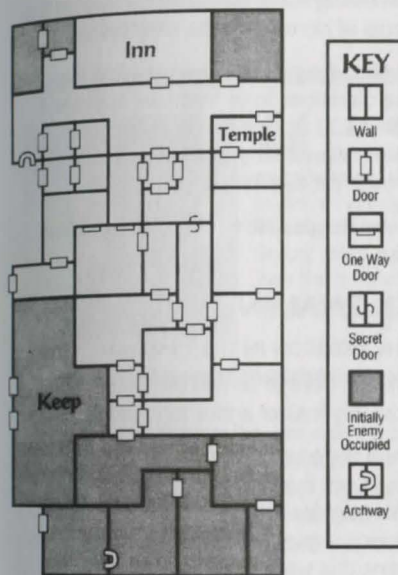 Inn
Temple
Keep
KEY
Wall
Door
One Way
Door
Secret
Door
Initially
Enemy
Occupied
Archway